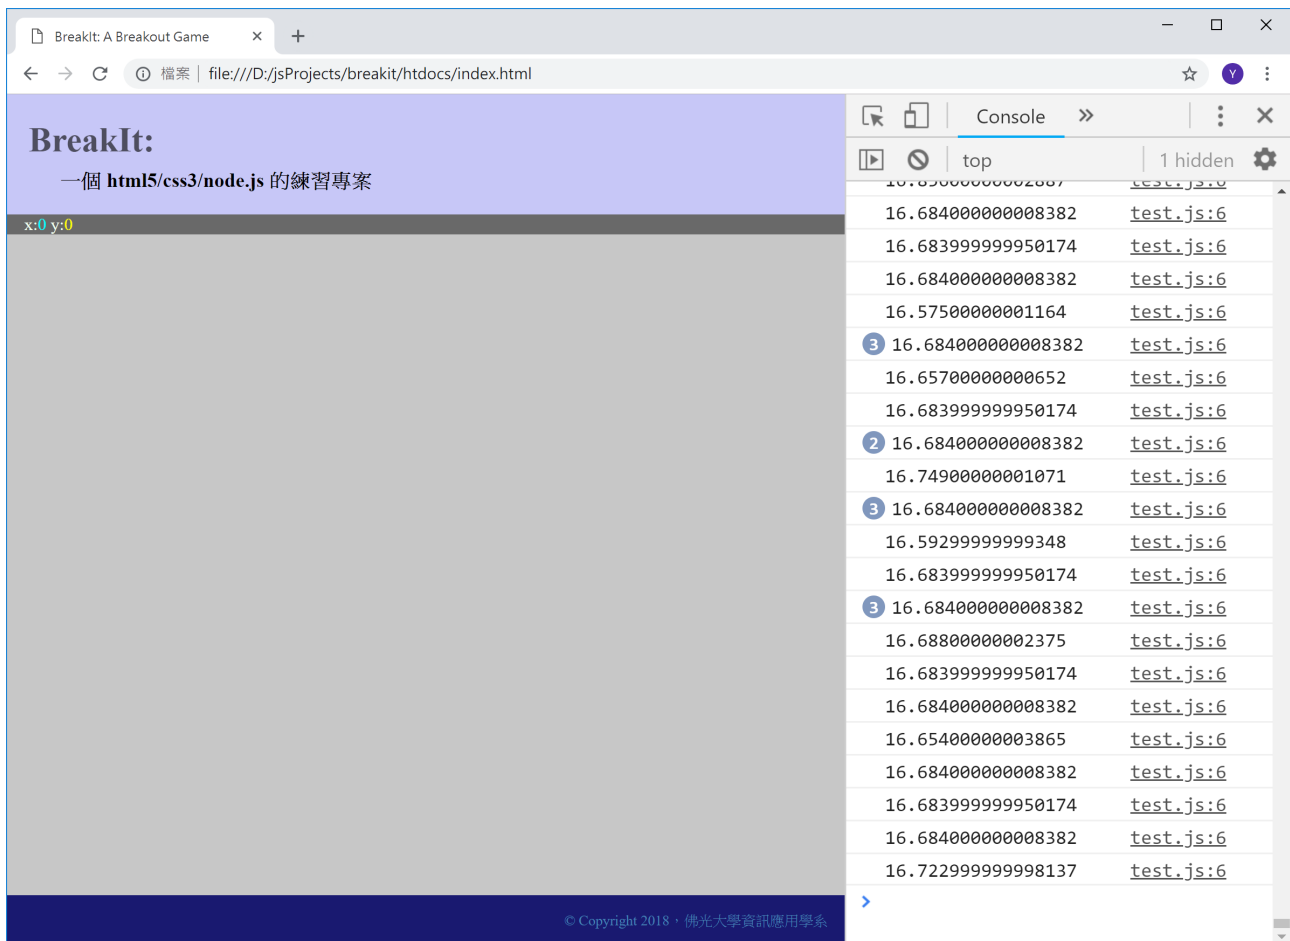 BreakIt: A Breakout Game
檔案 | file:///D:/jsProjects/breakit/htdocs/index.html
Y
BreakIt:
一個 html5/css3/node.js 的練習專案
x:0 y:0
© Copyright 2018，佛光大學資訊應用學系
Console
top
1 hidden
16.85600000002887 test.js:6
16.684000000008382 test.js:6
16.683999999950174 test.js:6
16.684000000008382 test.js:6
16.57500000001164 test.js:6
3 16.684000000008382 test.js:6
16.65700000000652 test.js:6
16.683999999950174 test.js:6
2 16.684000000008382 test.js:6
16.74900000001071 test.js:6
3 16.684000000008382 test.js:6
16.59299999999348 test.js:6
16.683999999950174 test.js:6
3 16.684000000008382 test.js:6
16.68800000002375 test.js:6
16.683999999950174 test.js:6
16.684000000008382 test.js:6
16.65400000003865 test.js:6
16.684000000008382 test.js:6
16.683999999950174 test.js:6
16.684000000008382 test.js:6
16.722999999998137 test.js:6